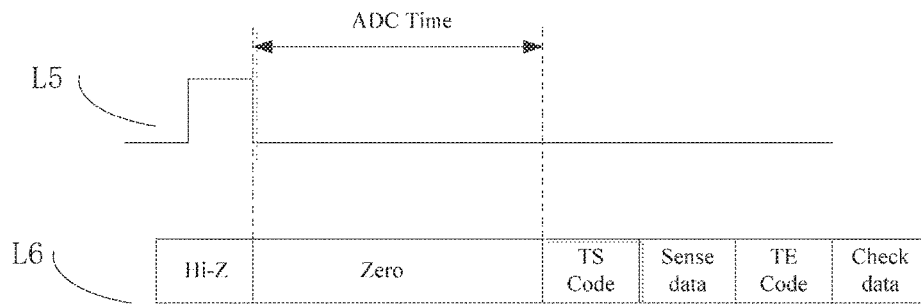 ADC Time
L5
L6
Hi-Z
Zero
TS
Code
Sense
data
TE
Code
Check
data